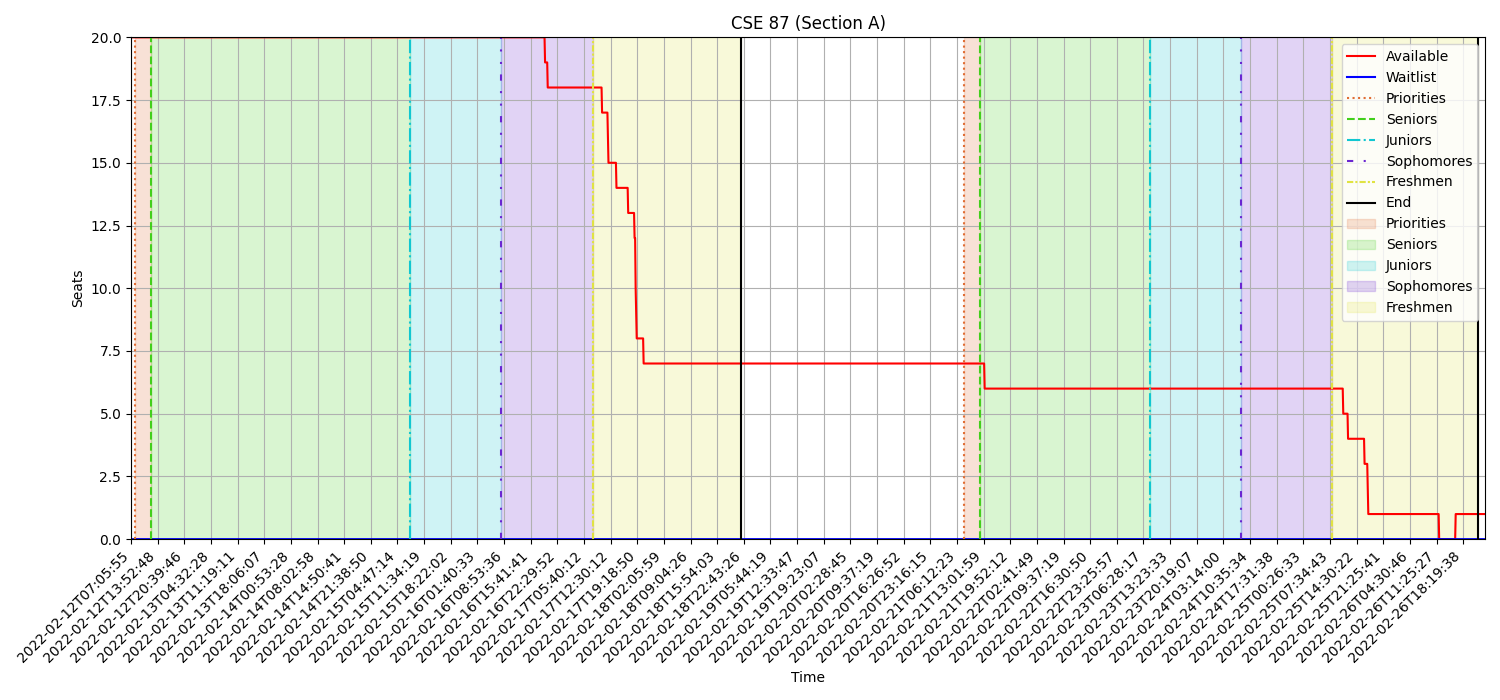 CSE 87 (Section A)
Seats
20.0
17.5
15.0
12.5
10.0
7.5
5.0
2.5
0.0
Available
Waitlist
Priorities
Seniors
Juniors
Sophomores
Freshmen
End
Priorities
Seniors
Juniors
Sophomores
Freshmen
2022-02-12T07:05:55
2022-02-12T13:52:48
2022-02-12T20:39:46
2022-02-13T04:32:28
2022-02-13T11:19:11
2022-02-13T18:06:07
2022-02-14T00:53:28
2022-02-14T08:02:58
2022-02-14T14:50:41
2022-02-14T21:38:50
2022-02-15T04:47:14
2022-02-15T11:34:19
2022-02-15T18:22:02
2022-02-16T01:40:33
2022-02-16T08:53:36
2022-02-16T15:41:41
2022-02-16T22:29:52
2022-02-17T05:40:12
2022-02-17T12:30:12
2022-02-17T19:18:50
2022-02-18T02:05:59
2022-02-18T09:04:26
2022-02-18T15:54:03
2022-02-18T22:43:26
2022-02-19T05:44:19
2022-02-19T12:33:47
2022-02-19T19:23:07
2022-02-20T02:28:45
2022-02-20T09:37:19
2022-02-20T16:26:52
2022-02-20T23:16:15
2022-02-21T06:12:23
2022-02-21T13:01:59
2022-02-21T19:52:12
2022-02-22T02:41:49
2022-02-22T09:37:19
2022-02-22T16:30:50
2022-02-22T23:25:57
2022-02-23T06:28:17
2022-02-23T13:23:33
2022-02-23T20:19:07
2022-02-24T03:14:00
2022-02-24T10:35:34
2022-02-24T17:31:38
2022-02-25T00:26:33
2022-02-25T07:34:43
2022-02-25T14:30:22
2022-02-25T21:25:41
2022-02-26T04:30:46
2022-02-26T11:25:27
2022-02-26T18:19:38
Time